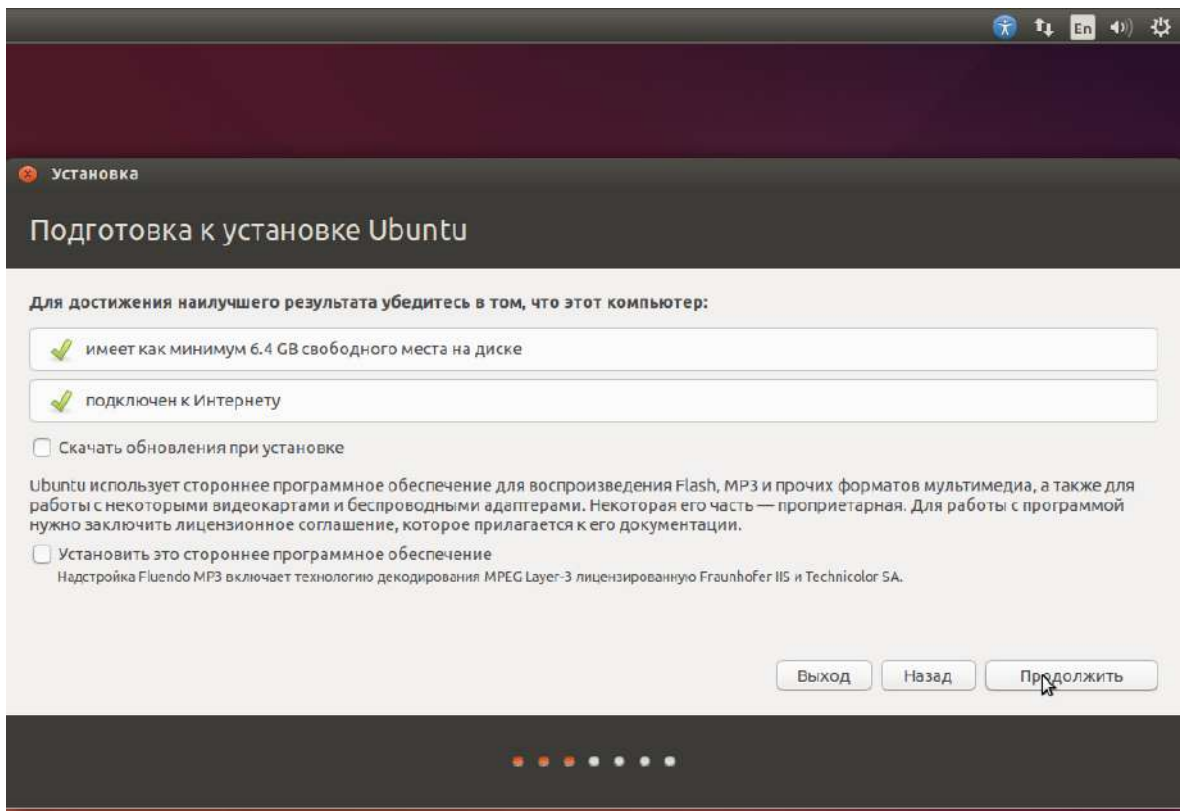 En
Установка
Подготовка к установке Ubuntu
Для достижения наилучшего результата убедитесь в том, что этот компьютер:
имеет как минимум 6.4 GB свободного места на диске
подключен к Интернету
Скачать обновления при установке
Ubuntu использует стороннее программное обеспечение для воспроизведения Flash, MP3 и прочих форматов мультимедиа, а также для
работы с некоторыми видеокартами и беспроводными адаптерами. Некоторая его часть — проприетарная. Для работы с программой
нужно заключить лицензионное соглашение, которое прилагается к его документации.
Установить это стороннее программное обеспечение
Надстройка Fluendo MP3 включает технологию декодирования MPEG Layer-3 лицензированную Fraunhofer IIS и Technicolor SA.
Выход Назад Продолжить